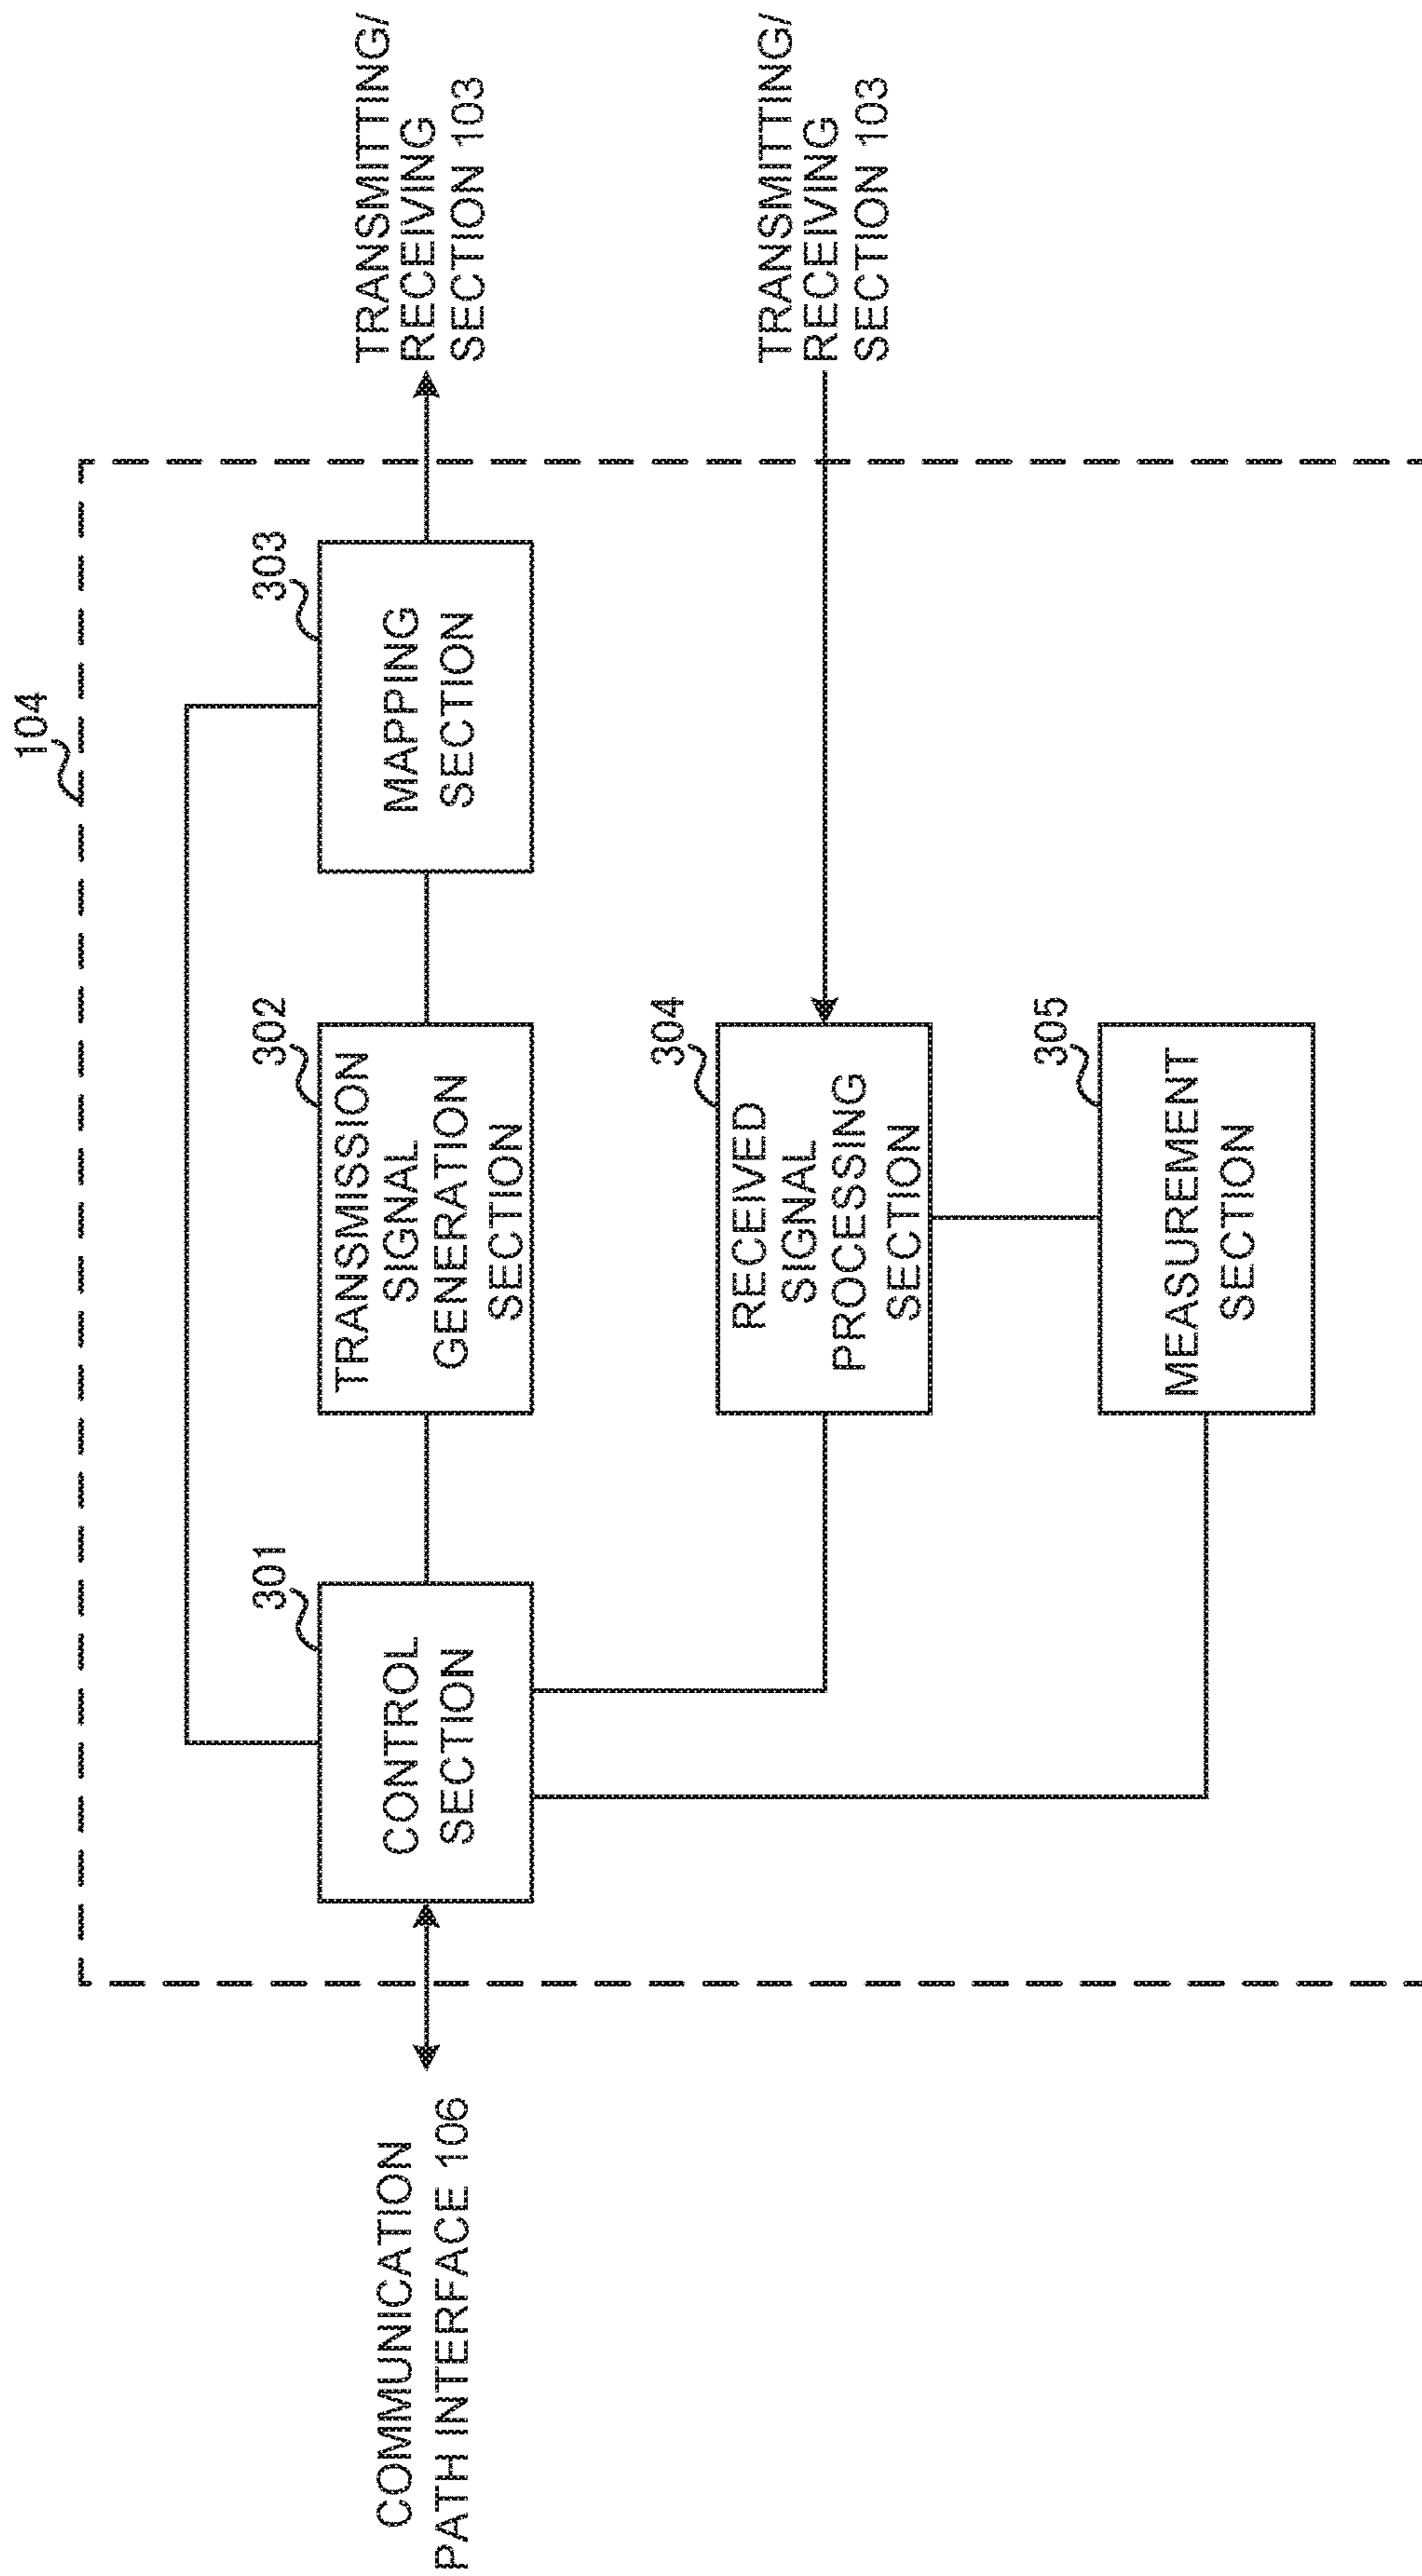 104
COMMUNICATION
PATH INTERFACE 106
301
CONTROL
SECTION
302
TRANSMISSION
SIGNAL
GENERATION
SECTION
303
MAPPING
SECTION
TRANSMITTING/
RECEIVING
SECTION 103
304
RECEIVED
SIGNAL
PROCESSING
SECTION
TRANSMITTING/
RECEIVING
SECTION 103
305
MEASUREMENT
SECTION